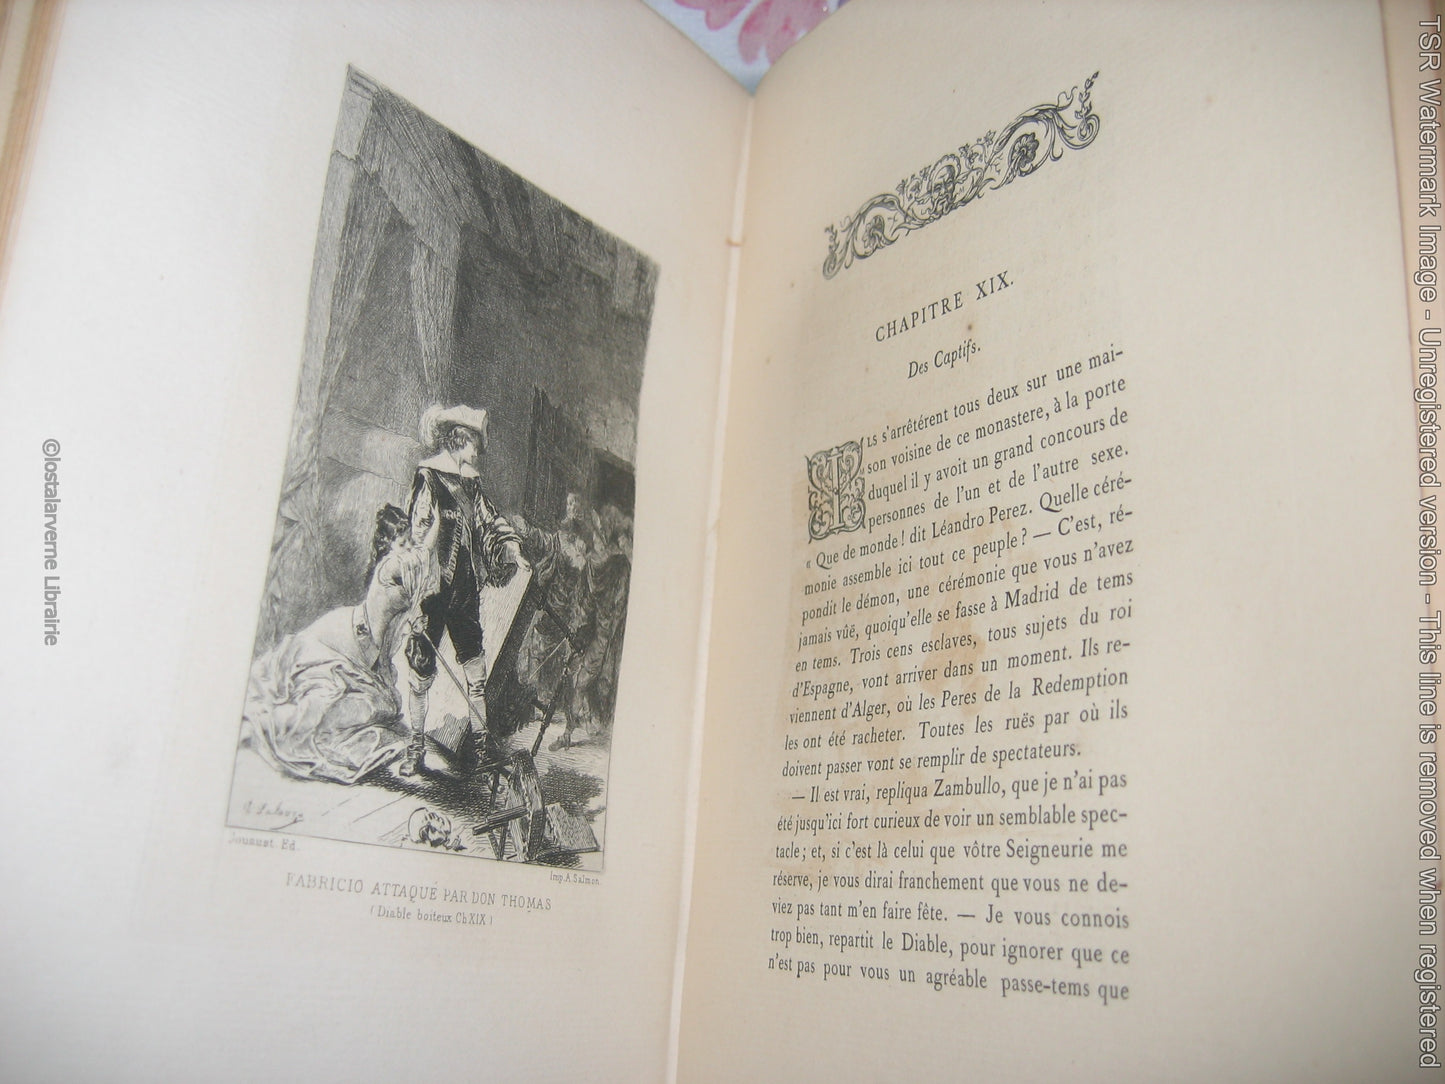 ©lostalarverne Librairie
A Lalauze
Jouaust. Ed.
Imp. A. Salmon.
FABRICIO ATTAQUÉ PAR DON THOMAS
(Diable boiteux Ch XIX)
CHAPITRE XIX.
Des Captifs.
ILS s'arrêtérent tous deux sur une mai-
son voisine de ce monastere, à la porte
duquel il y avoit un grand concours de
personnes de l'un et de l'autre sexe.
« Que de monde! dit Léandro Perez. Quelle céré-
monie assemble ici tout ce peuple? — C'est, ré-
pondit le démon, une cérémonie que vous n'avez
jamais vûë, quoiqu'elle se fasse à Madrid de tems
en tems. Trois cens esclaves, tous sujets du roi
d'Espagne, vont arriver dans un moment. Ils re-
viennent d'Alger, où les Peres de la Redemption
les ont été racheter. Toutes les ruës par où ils
doivent passer vont se remplir de spectateurs.
— Il est vrai, repliqua Zambullo, que je n'ai pas
été jusqu'ici fort curieux de voir un semblable spec-
tacle; et, si c'est là celui que vôtre Seigneurie me
réserve, je vous dirai franchement que vous ne de-
viez pas tant m'en faire fête. — Je vous connois
trop bien, repartit le Diable, pour ignorer que ce
n'est pas pour vous un agréable passe-tems que
TSR Watermark Image - Unregistered version - This line is removed when registered